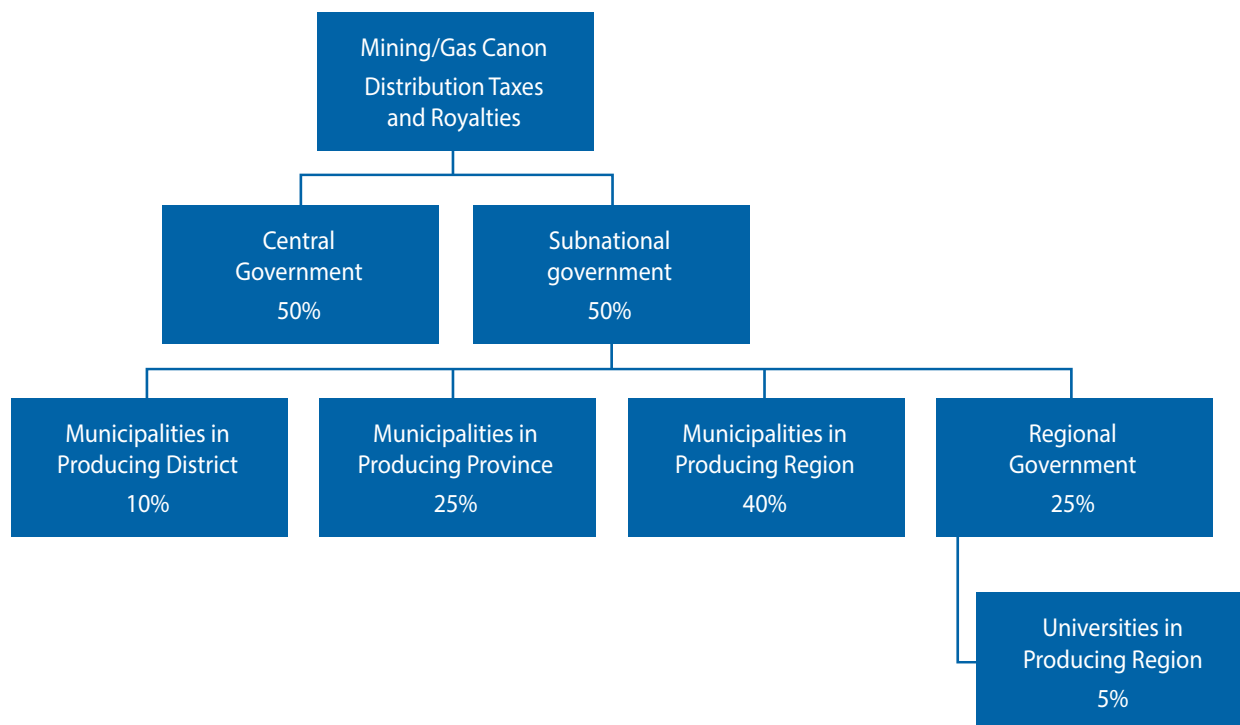 Mining/Gas Canon
Distribution Taxes
and Royalties
Central
Government
50%
Subnational
government
50%
Municipalities in
Producing District
10%
Municipalities in
Producing Province
25%
Municipalities in
Producing Region
40%
Regional
Government
25%
Universities in
Producing Region
5%